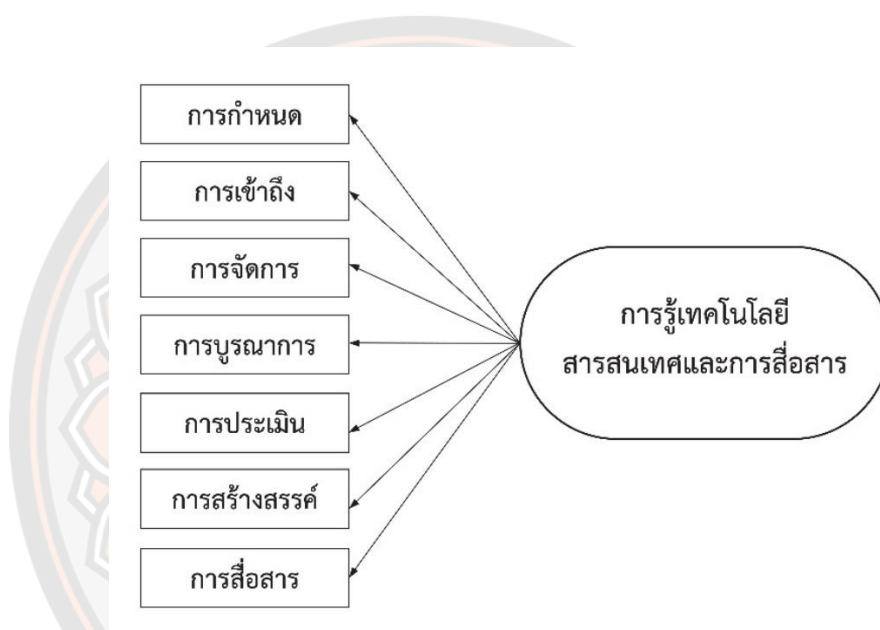 การกำหนด
การเข้าถึง
การจัดการ
การบูรณาการ
การประเมิน
การสร้างสรรค์
การสื่อสาร
การรู้เทคโนโลยี
สารสนเทศและการสื่อสาร